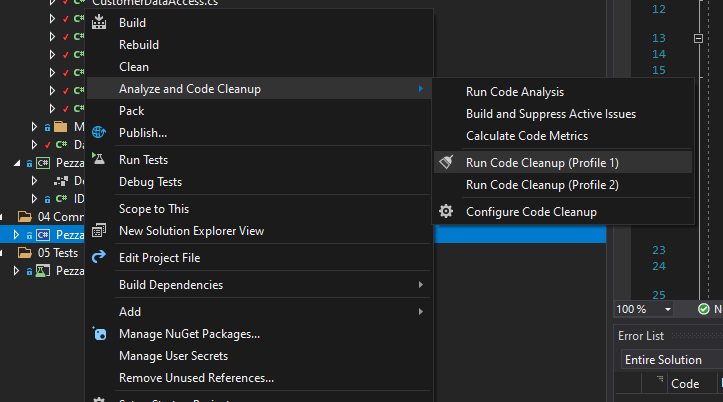 CustomerDataAccess.cs
C#
C#
C#
C#
C#
C#
M
C# Da
C# Pezza
De
C# ID
04 Comm
C# Pezza
05 Tests
Pezza
Build
Rebuild
Clean
Analyze and Code Cleanup
Pack
Publish...
Run Tests
Debug Tests
Scope to This
New Solution Explorer View
Edit Project File
Build Dependencies
Add
Manage NuGet Packages...
Manage User Secrets
Remove Unused References...
Run Code Analysis
Build and Suppress Active Issues
Calculate Code Metrics
Run Code Cleanup (Profile 1)
Run Code Cleanup (Profile 2)
Configure Code Cleanup
12
13
14
15
23
24
25
100 %
N
Error List
Entire Solution
Code